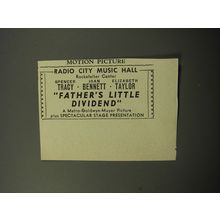 MOTION PICTURE
RADIO CITY MUSIC HALL
Rockefeller Center
SPENCER JOAN ELIZABETH
TRACY · BENNETT · TAYLOR
"FATHER'S LITTLE
DIVIDEND"
A Metro-Goldwyn-Mayer Picture
plus SPECTACULAR STAGE PRESENTATION